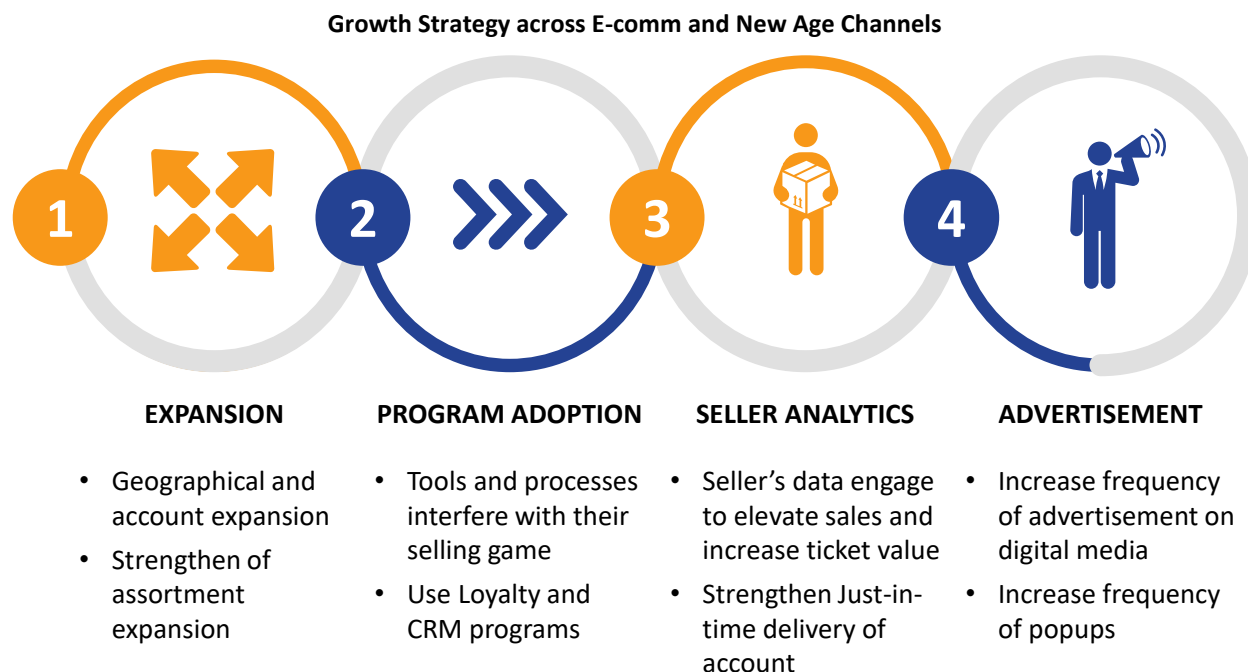 Growth Strategy across E-comm and New Age Channels
1
2
3
4
EXPANSION
• Geographical and
account expansion
• Strengthen of
assortment
expansion
PROGRAM ADOPTION
• Tools and processes
interfere with their
selling game
• Use Loyalty and
CRM programs
SELLER ANALYTICS
• Seller’s data engage
to elevate sales and
increase ticket value
• Strengthen Just-in-
time delivery of
account
ADVERTISEMENT
• Increase frequency
of advertisement on
digital media
• Increase frequency
of popups